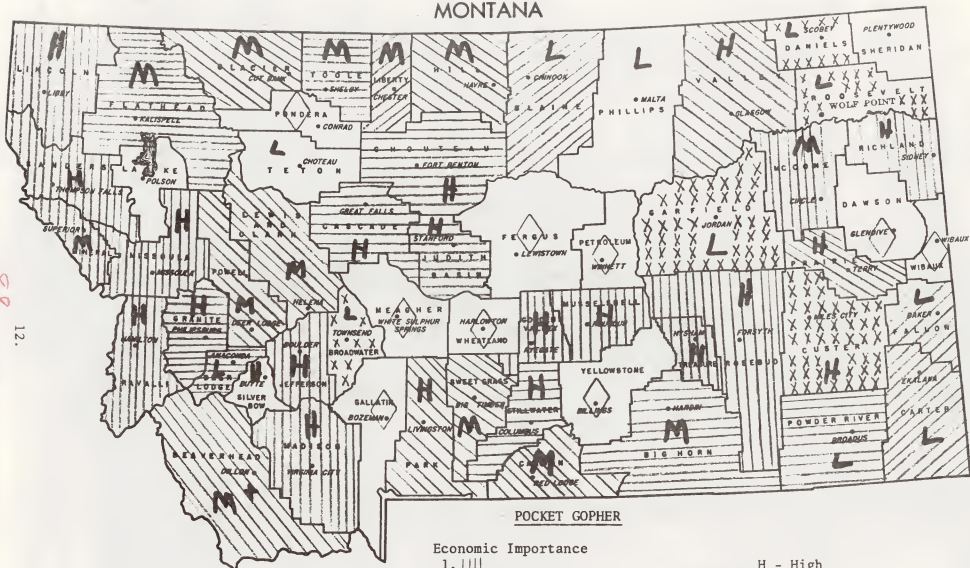 MONTANA
H
LINCOLN
LIBBY
M
FLATHEAD
KALISPELL
M
GLACIER
CUT BANK
M
TOOLE
SHELBY
M
LIBERTY
CHESTER
M
HILL
HAVRE
L
CHINOOK
BLAINE
L
MALTA
PHILLIPS
H
VALLEY
GLASGOW
L
SCOBEY
DANIELS
PLENTYWOOD
SHERIDAN
L
ROOSEVELT
WOLF POINT
PONDERA
CONRAD
L
CHOTEAU
TETON
CHOUTEAU
FORT BENTON
H
SANDERS
H
THOMPSON FALLS
LAKE
POLSON
M
MCCONE
CIRCLE
H
RICHLAND
SIDNEY
SUPERIOR
M
MINERAL
H
MISSOULA
MISSOULA
LEWIS
AND
CLARK
M
HELENA
GREAT FALLS
CASCADE
H
H
STANFORD
JUDITH
BASIN
FERGUS
LEWISTOWN
PETROLEUM
WINNETT
GARFIELD
JORDAN
L
DAWSON
GLENDIVE
WIBAUX
WIBAUX
H
PRAIRIE
TERRY
POWELL
M
DEER LODGE
H
GRANITE
PHILIPSBURG
H
HAMILTON
RAVALLI
ANACONDA
DEER
LODGE
BUTTE
SILVER
BOW
BOULDER
H
JEFFERSON
L
TOWNSEND
BROADWATER
MEAGHER
WHITE SULPHUR
SPRINGS
HARLOWTON
WHEATLAND
GOLDEN
VALLEY
RYEGATE
MUSSELSHELL
H
ROUNDUP
HYSHAM
H
TREASURE
H
FORSYTH
ROSEBUD
MILES CITY
CUSTER
H
L
BAKER
FALLON
EKALAKA
CARTER
L
GALLATIN
BOZEMAN
H
LIVINGSTON
PARK
SWEET GRASS
BIG TIMBER
M
H
STILLWATER
COLUMBUS
YELLOWSTONE
BILLINGS
M
CARBON
RED LODGE
HARDIN
M
BIG HORN
POWDER RIVER
BROADUS
L
H
MADISON
VIRGINIA CITY
BEAVERHEAD
DILLON
M +
12.
POCKET GOPHER
Economic Importance
1.
H - High